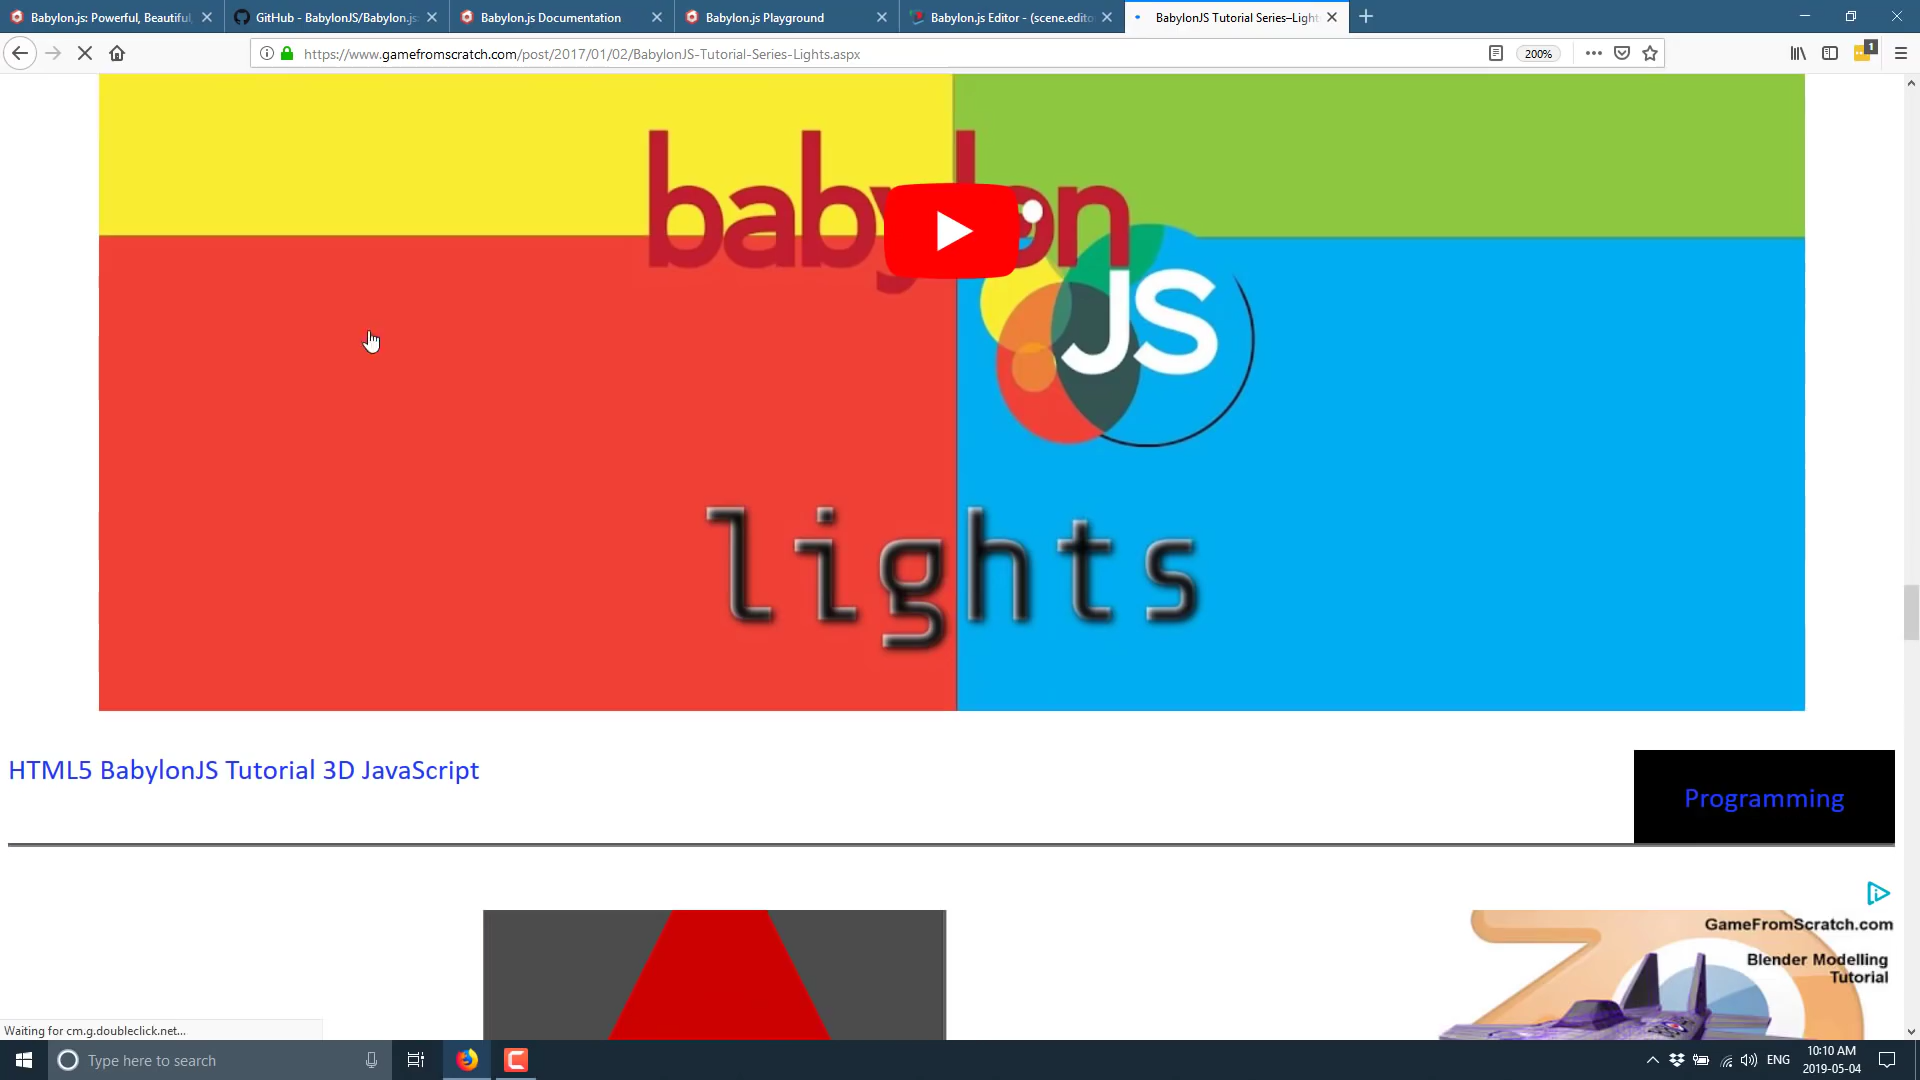 Babylon.js: Powerful, Beautiful,
GitHub - BabylonJS/Babylon.js:
Babylon.js Documentation
Babylon.js Playground
Babylon.js Editor - (scene.edito
BabylonJS Tutorial Series–Light
https://www.gamefromscratch.com/post/2017/01/02/BabylonJS-Tutorial-Series-Lights.aspx
200%
1
babylon
JS
lights
HTML5 BabylonJS Tutorial 3D JavaScript
Programming
GameFromScratch.com
Blender Modelling
Tutorial
Waiting for cm.g.doubleclick.net...
Type here to search
ENG
10:10 AM
2019-05-04